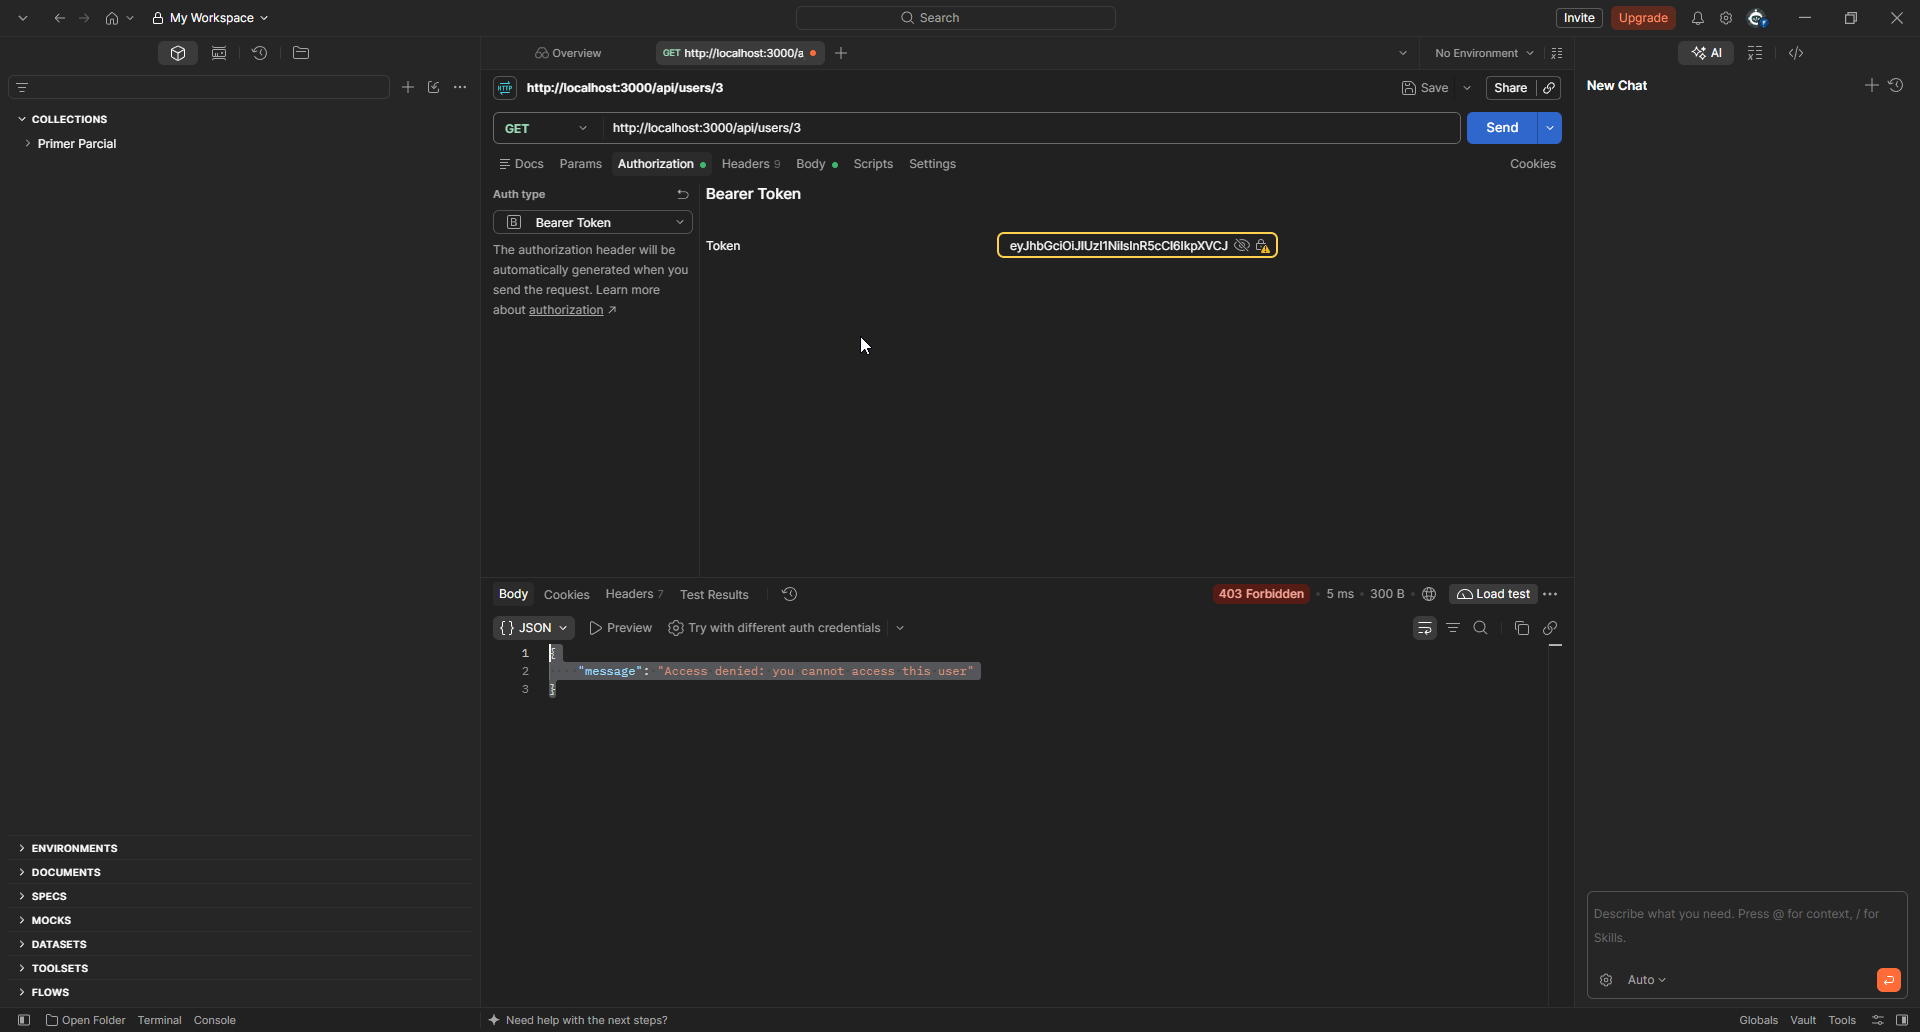 My Workspace
Search
Invite
Upgrade
Overview
GET http://localhost:3000/a
No Environment
AI
HTTP http://localhost:3000/api/users/3
Save
Share
New Chat
COLLECTIONS
Primer Parcial
GET
http://localhost:3000/api/users/3
Send
Docs
Params
Authorization
Headers 9
Body
Scripts
Settings
Cookies
Auth type
Bearer Token
B Bearer Token
The authorization header will be
automatically generated when you
send the request. Learn more
about authorization ↗
Token
eyJhbGciOiJIUzI1NiIsInR5cCI6IkpXVCJ
Body
Cookies
Headers 7
Test Results
403 Forbidden
5 ms
300 B
Load test
{} JSON
Preview
Try with different auth credentials
1 {
2 "message": "Access denied: you cannot access this user"
3 }
ENVIRONMENTS
DOCUMENTS
SPECS
MOCKS
DATASETS
TOOLSETS
FLOWS
Describe what you need. Press @ for context, / for
Skills.
Auto
Open Folder
Terminal
Console
Need help with the next steps?
Globals
Vault
Tools